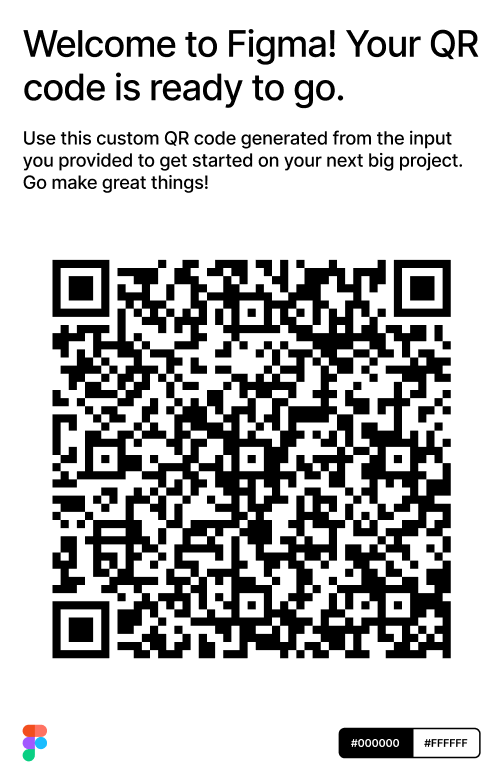 Welcome to Figma! Your QR
code is ready to go.
Use this custom QR code generated from the input
you provided to get started on your next big project.
Go make great things!
#000000
#FFFFFF